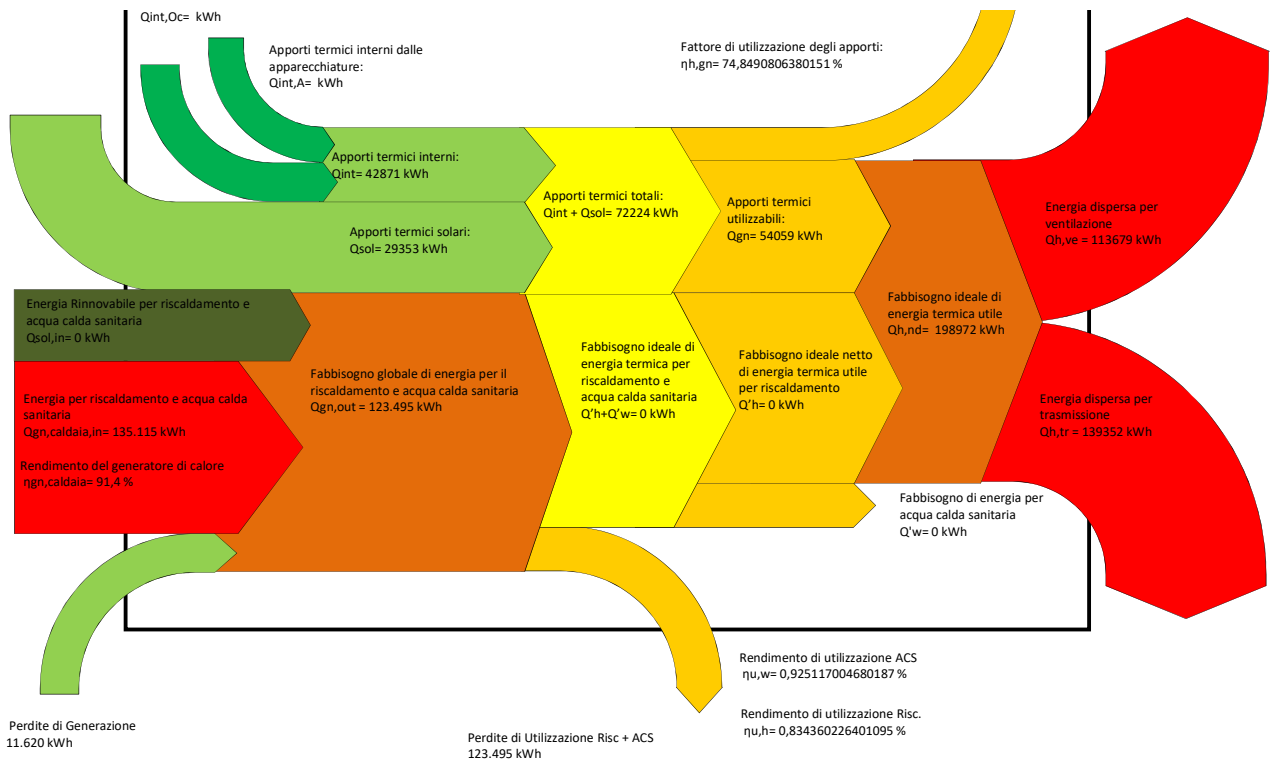 Qint,Oc= kWh
Apporti termici interni dalle
apparecchiature:
Qint,A= kWh
Fattore di utilizzazione degli apporti:
ηh,gn= 74,8490806380151 %
Apporti termici interni:
Qint= 42871 kWh
Apporti termici solari:
Qsol= 29353 kWh
Apporti termici totali:
Qint + Qsol= 72224 kWh
Apporti termici
utilizzabili:
Qgn= 54059 kWh
Energia dispersa per
ventilazione
Qh,ve = 113679 kWh
Energia Rinnovabile per riscaldamento e
acqua calda sanitaria
Qsol,in= 0 kWh
Fabbisogno ideale di
energia termica utile
Qh,nd= 198972 kWh
Energia per riscaldamento e acqua calda
sanitaria
Qgn,caldaia,in= 135.115 kWh
Rendimento del generatore di calore
ηgn,caldaia= 91,4 %
Fabbisogno globale di energia per il
riscaldamento e acqua calda sanitaria
Qgn,out = 123.495 kWh
Fabbisogno ideale di
energia termica per
riscaldamento e
acqua calda sanitaria
Q’h+Q’w= 0 kWh
Fabbisogno ideale netto
di energia termica utile
per riscaldamento
Q’h= 0 kWh
Energia dispersa per
trasmissione
Qh,tr = 139352 kWh
Fabbisogno di energia per
acqua calda sanitaria
Q'w= 0 kWh
Rendimento di utilizzazione ACS
ηu,w= 0,925117004680187 %
Rendimento di utilizzazione Risc.
ηu,h= 0,834360226401095 %
Perdite di Generazione
11.620 kWh
Perdite di Utilizzazione Risc + ACS
123.495 kWh